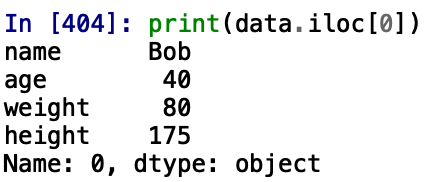 In [404]: print(data.iloc[0])
name      Bob
age        40
weight     80
height    175
Name: 0, dtype: object